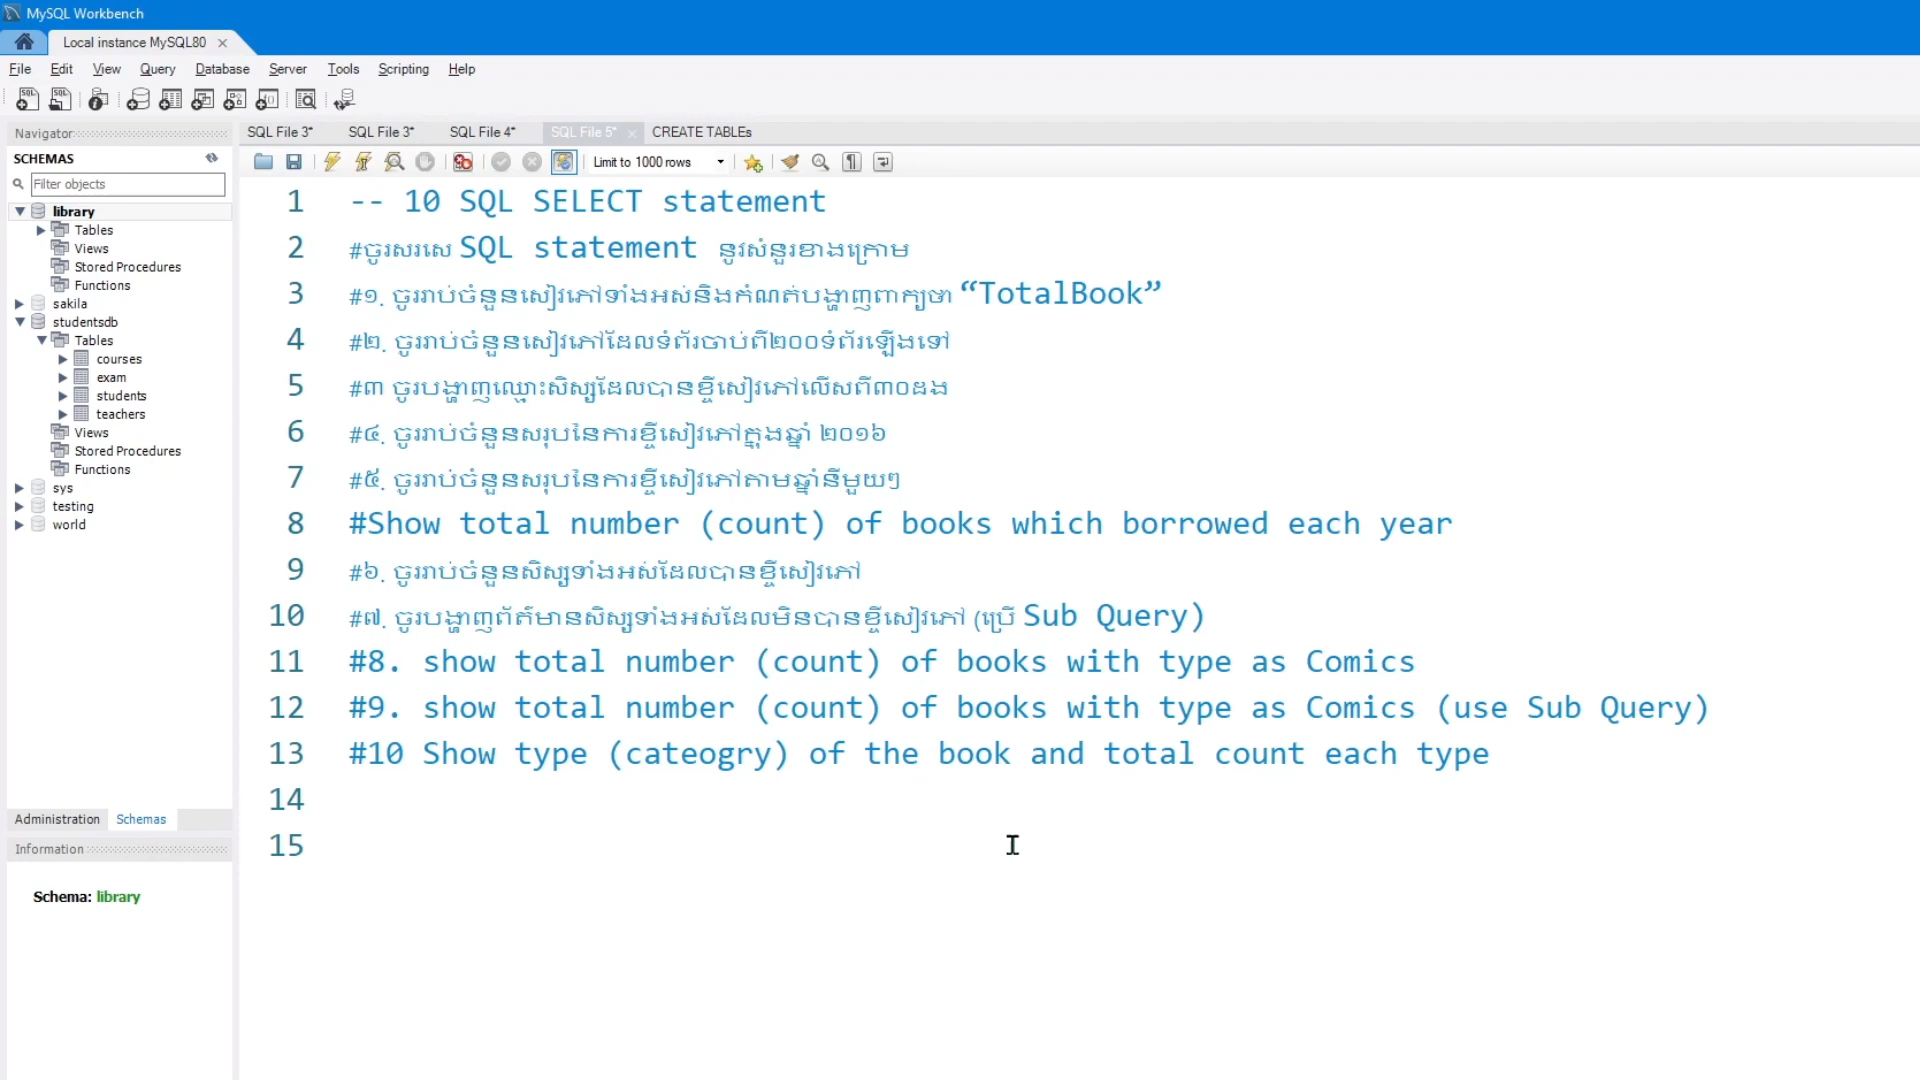 MySQL Workbench
Local instance MySQL80
File Edit View Query Database Server Tools Scripting Help
Navigator
SQL File 3* SQL File 3* SQL File 4* SQL File 5* CREATE TABLEs
SCHEMAS
Limit to 1000 rows
Filter objects
library
Tables
Views
Stored Procedures
Functions
sakila
studentsdb
Tables
courses
exam
students
teachers
Views
Stored Procedures
Functions
sys
testing
world
Administration Schemas
Information
Schema: library
1 -- 10 SQL SELECT statement
2 #ចូរសរសេ SQL statement នូវសំនួរខាងក្រោម
3 #១. ចូររាប់ចំនួនសៀវភៅទាំងអស់និងកំណត់បង្ហាញពាក្យថា “TotalBook”
4 #២. ចូររាប់ចំនួនសៀវភៅដែលទំព័រចាប់ពី២០០ទំព័រឡើងទៅ
5 #៣ ចូរបង្ហាញឈ្មោះសិស្សដែលបានខ្ចីសៀវភៅលើសពី៣០ដង
6 #៤. ចូររាប់ចំនួនសរុបនៃការខ្ចីសៀវភៅក្នុងឆ្នាំ ២០១៦
7 #៥. ចូររាប់ចំនួនសរុបនៃការខ្ចីសៀវភៅតាមឆ្នាំនីមួយៗ
8 #Show total number (count) of books which borrowed each year
9 #៦. ចូររាប់ចំនួនសិស្សទាំងអស់ដែលបានខ្ចីសៀវភៅ
10 #៧. ចូរបង្ហាញព័ត៌មានសិស្សទាំងអស់ដែលមិនបានខ្ចីសៀវភៅ (ប្រើ Sub Query)
11 #8. show total number (count) of books with type as Comics
12 #9. show total number (count) of books with type as Comics (use Sub Query)
13 #10 Show type (cateogry) of the book and total count each type
14
15